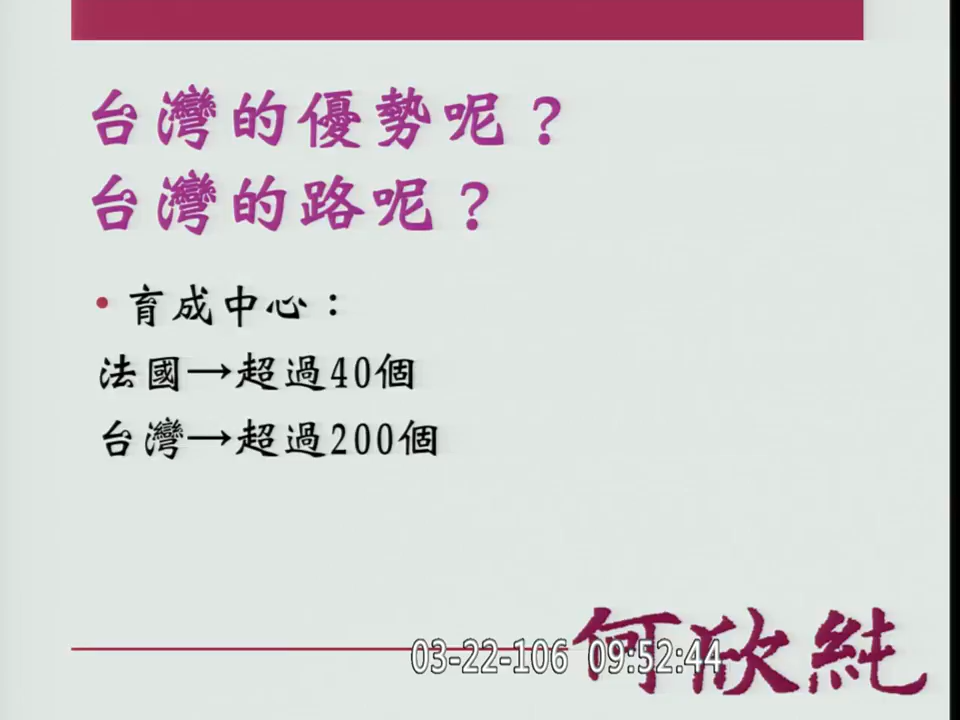 台灣的優勢呢？
台灣的路呢？
• 育成中心：
法國→超過40個
台灣→超過200個
何欣純
03-22-106 09:52:44